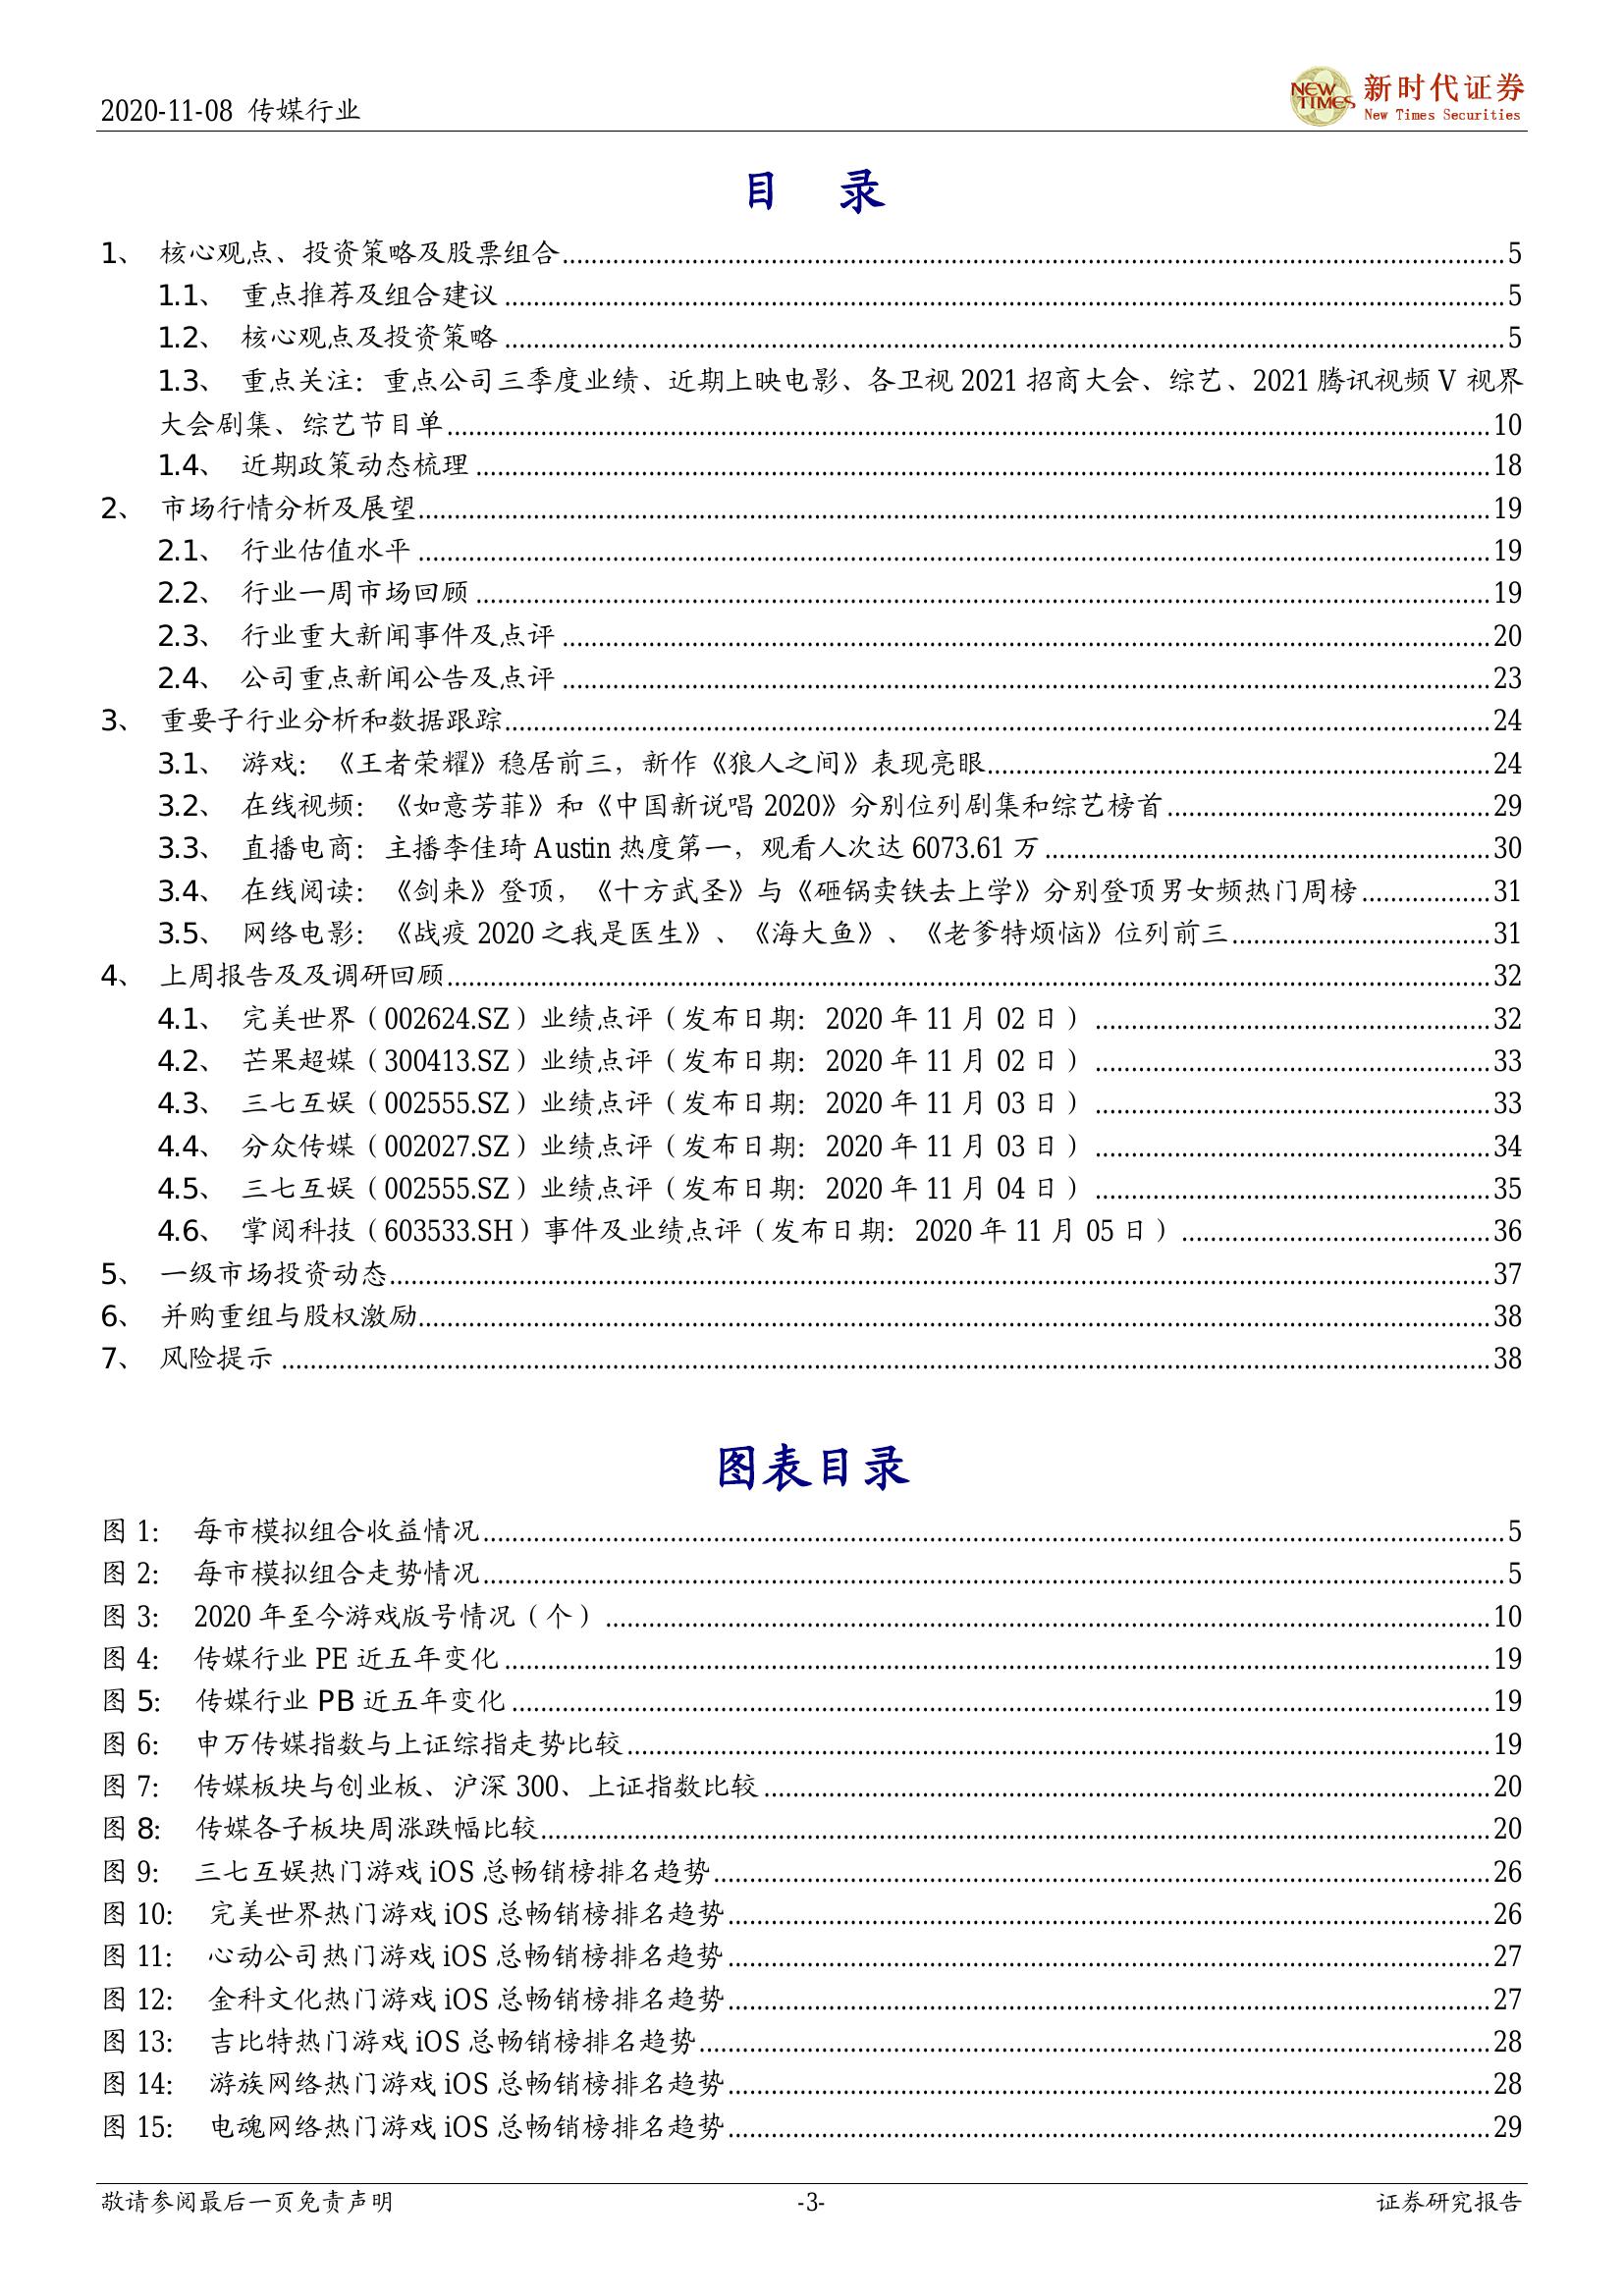 2020-11-08 传媒行业
NEW TIMES
新时代证券
New Times Securities
目 录
1、 核心观点、投资策略及股票组合........5
1.1、 重点推荐及组合建议........5
1.2、 核心观点及投资策略........5
1.3、 重点关注：重点公司三季度业绩、近期上映电影、各卫视 2021 招商大会、综艺、2021 腾讯视频 V 视界
大会剧集、综艺节目单........10
1.4、 近期政策动态梳理........18
2、 市场行情分析及展望........19
2.1、 行业估值水平........19
2.2、 行业一周市场回顾........19
2.3、 行业重大新闻事件及点评........20
2.4、 公司重点新闻公告及点评........23
3、 重要子行业分析和数据跟踪........24
3.1、 游戏：《王者荣耀》稳居前三，新作《狼人之间》表现亮眼........24
3.2、 在线视频：《如意芳菲》和《中国新说唱 2020》分别位列剧集和综艺榜首........29
3.3、 直播电商：主播李佳琦 Austin 热度第一，观看人次达 6073.61 万........30
3.4、 在线阅读：《剑来》登顶，《十方武圣》与《砸锅卖铁去上学》分别登顶男女频热门周榜........31
3.5、 网络电影：《战疫 2020 之我是医生》、《海大鱼》、《老爹特烦恼》位列前三........31
4、 上周报告及及调研回顾........32
4.1、 完美世界（002624.SZ）业绩点评（发布日期：2020 年 11 月 02 日）........32
4.2、 芒果超媒（300413.SZ）业绩点评（发布日期：2020 年 11 月 02 日）........33
4.3、 三七互娱（002555.SZ）业绩点评（发布日期：2020 年 11 月 03 日）........33
4.4、 分众传媒（002027.SZ）业绩点评（发布日期：2020 年 11 月 03 日）........34
4.5、 三七互娱（002555.SZ）业绩点评（发布日期：2020 年 11 月 04 日）........35
4.6、 掌阅科技（603533.SH）事件及业绩点评（发布日期：2020 年 11 月 05 日）........36
5、 一级市场投资动态........37
6、 并购重组与股权激励........38
7、 风险提示........38
图表目录
图 1: 每市模拟组合收益情况........5
图 2: 每市模拟组合走势情况........5
图 3: 2020 年至今游戏版号情况（个）........10
图 4: 传媒行业 PE 近五年变化........19
图 5: 传媒行业 PB 近五年变化........19
图 6: 申万传媒指数与上证综指走势比较........19
图 7: 传媒板块与创业板、沪深 300、上证指数比较........20
图 8: 传媒各子板块周涨跌幅比较........20
图 9: 三七互娱热门游戏 iOS 总畅销榜排名趋势........26
图 10: 完美世界热门游戏 iOS 总畅销榜排名趋势........26
图 11: 心动公司热门游戏 iOS 总畅销榜排名趋势........27
图 12: 金科文化热门游戏 iOS 总畅销榜排名趋势........27
图 13: 吉比特热门游戏 iOS 总畅销榜排名趋势........28
图 14: 游族网络热门游戏 iOS 总畅销榜排名趋势........28
图 15: 电魂网络热门游戏 iOS 总畅销榜排名趋势........29
敬请参阅最后一页免责声明 -3- 证券研究报告